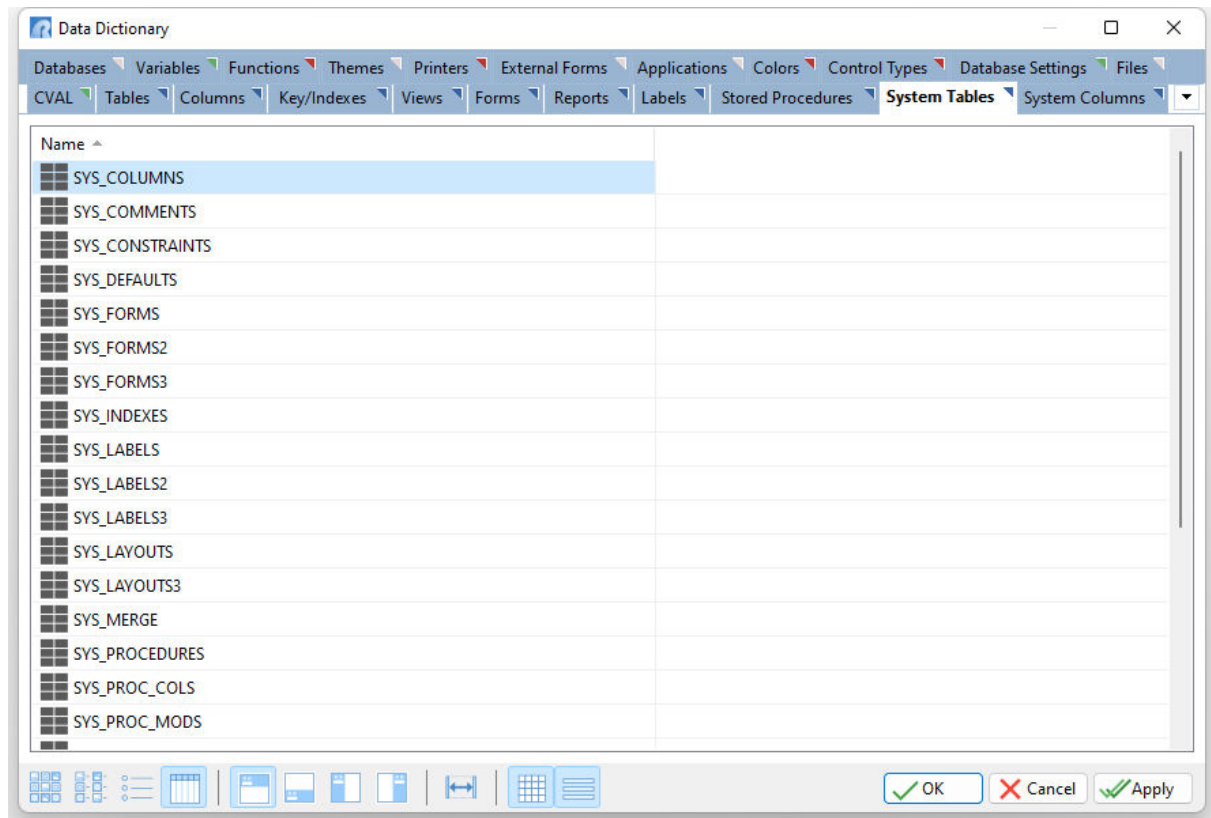 Data Dictionary
Databases Variables Functions Themes Printers External Forms Applications Colors Control Types Database Settings Files
CVAL Tables Columns Key/Indexes Views Forms Reports Labels Stored Procedures System Tables System Columns
Name
SYS_COLUMNS
SYS_COMMENTS
SYS_CONSTRAINTS
SYS_DEFAULTS
SYS_FORMS
SYS_FORMS2
SYS_FORMS3
SYS_INDEXES
SYS_LABELS
SYS_LABELS2
SYS_LABELS3
SYS_LAYOUTS
SYS_LAYOUTS3
SYS_MERGE
SYS_PROCEDURES
SYS_PROC_COLS
SYS_PROC_MODS
OK Cancel Apply